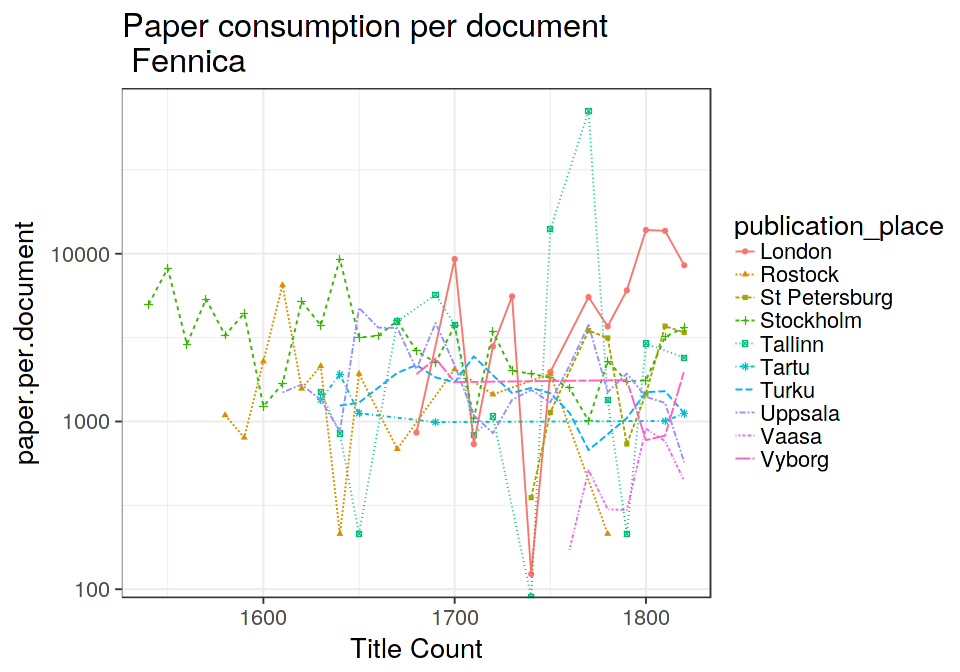 Paper consumption per document
Fennica
paper.per.document
10000
1000
100
1600
1700
1800
Title Count
publication_place
London
Rostock
St Petersburg
Stockholm
Tallinn
Tartu
Turku
Uppsala
Vaasa
Vyborg